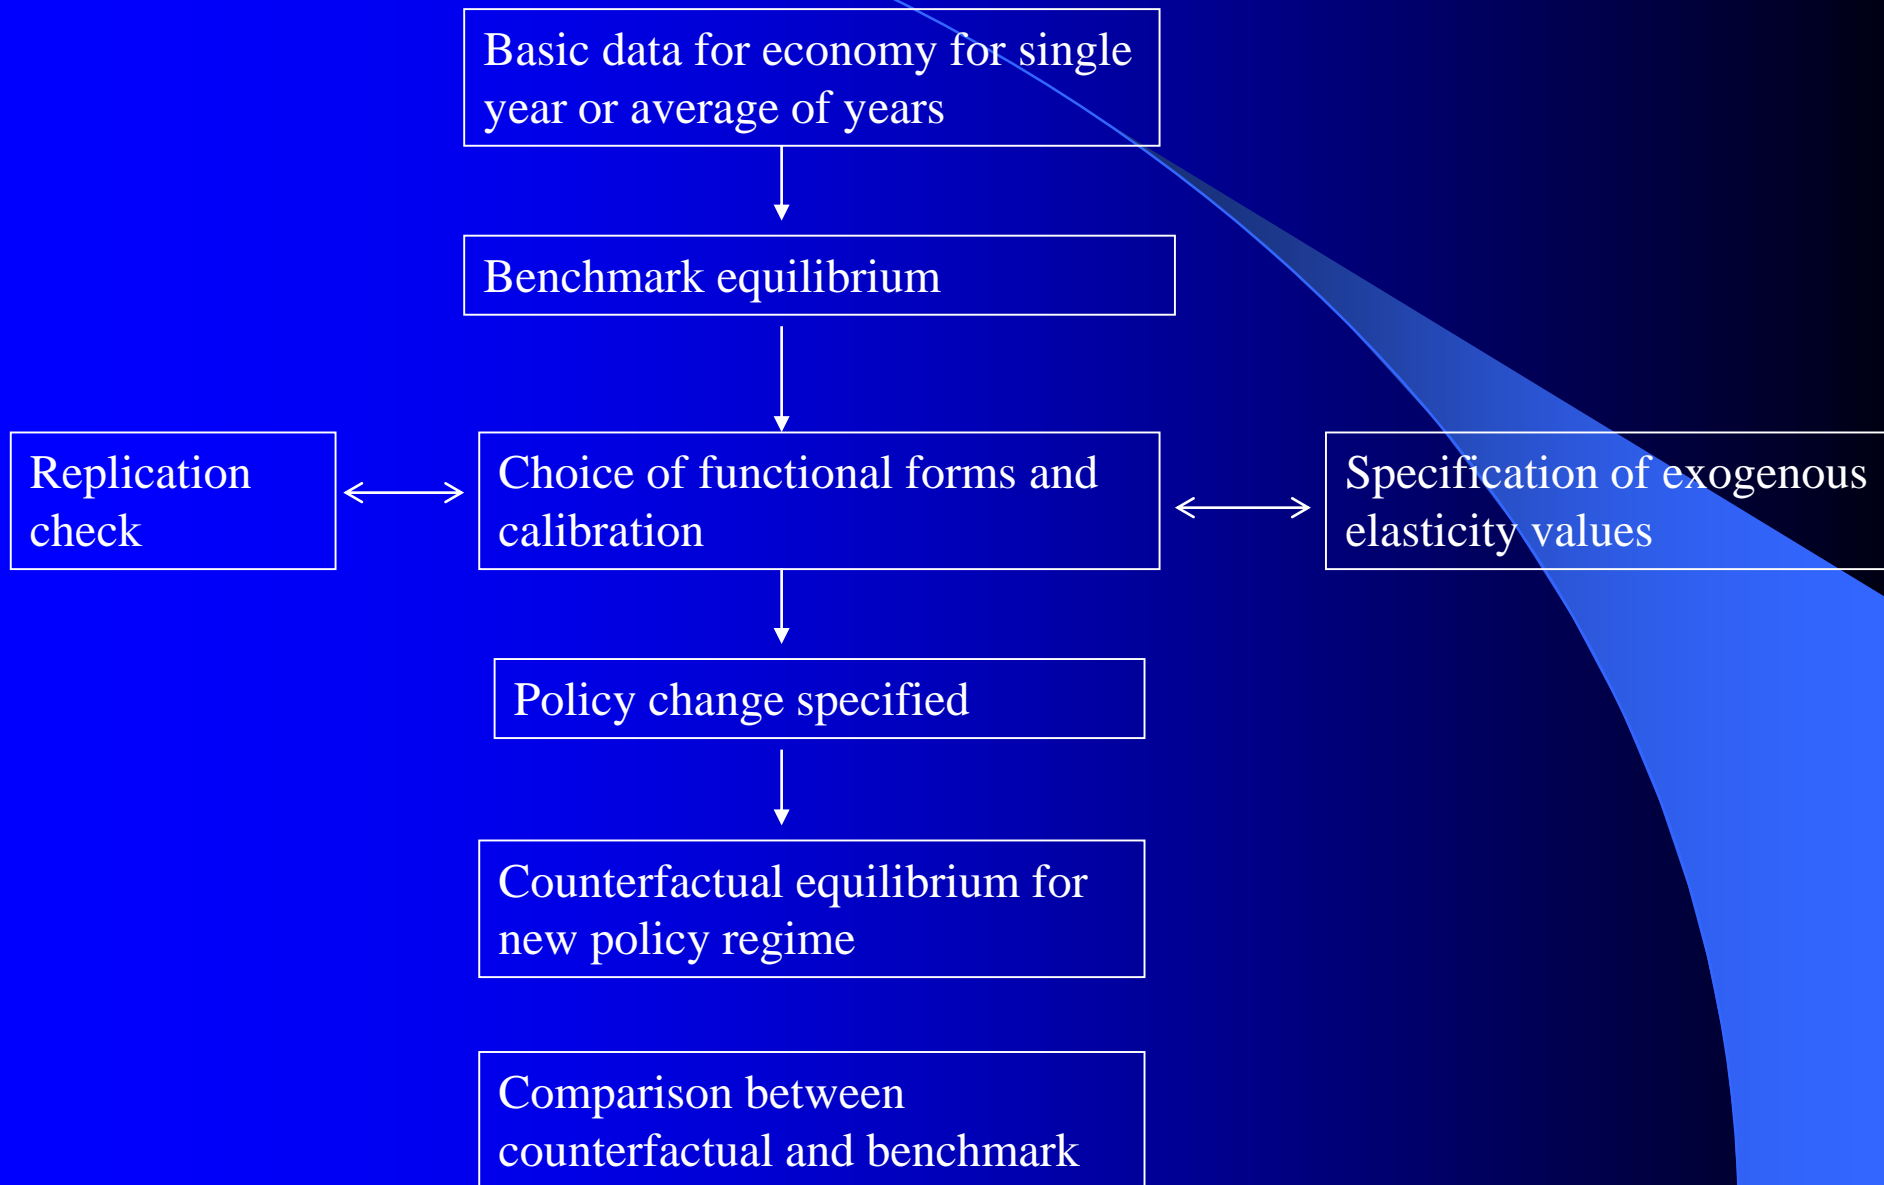 Basic data for economy for single
year or average of years
Benchmark equilibrium
Replication
check
Choice of functional forms and
calibration
Specification of exogenous
elasticity values
Policy change specified
Counterfactual equilibrium for
new policy regime
Comparison between
counterfactual and benchmark